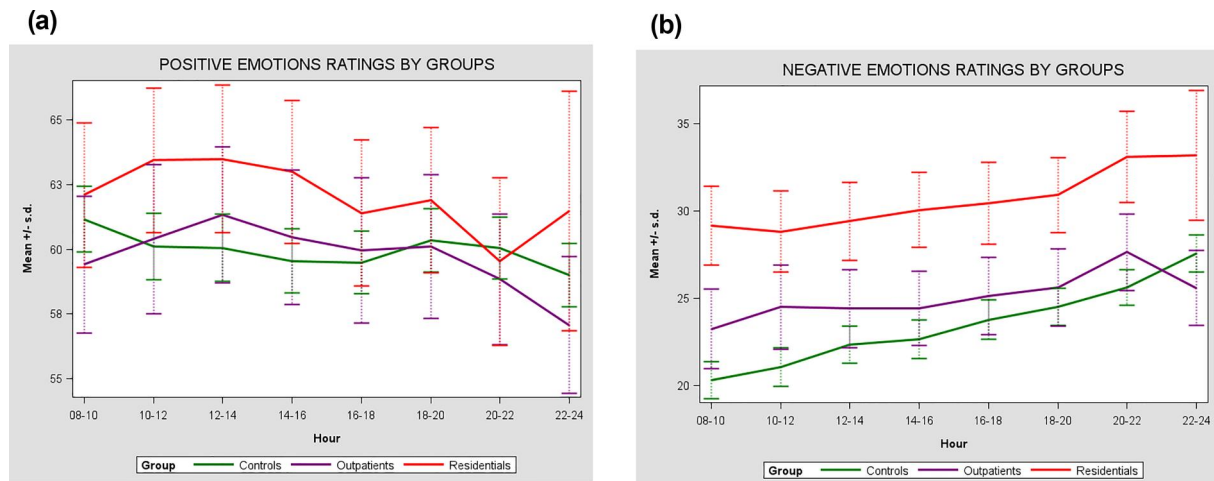 (a)
POSITIVE EMOTIONS RATINGS BY GROUPS
Mean +/- s.d.
65
63
60
58
55
08-10 10-12 12-14 14-16 16-18 18-20 20-22 22-24
Hour
Group Controls Outpatients Residentials
(b)
NEGATIVE EMOTIONS RATINGS BY GROUPS
Mean +/- s.d.
35
30
25
20
08-10 10-12 12-14 14-16 16-18 18-20 20-22 22-24
Hour
Group Controls Outpatients Residentials